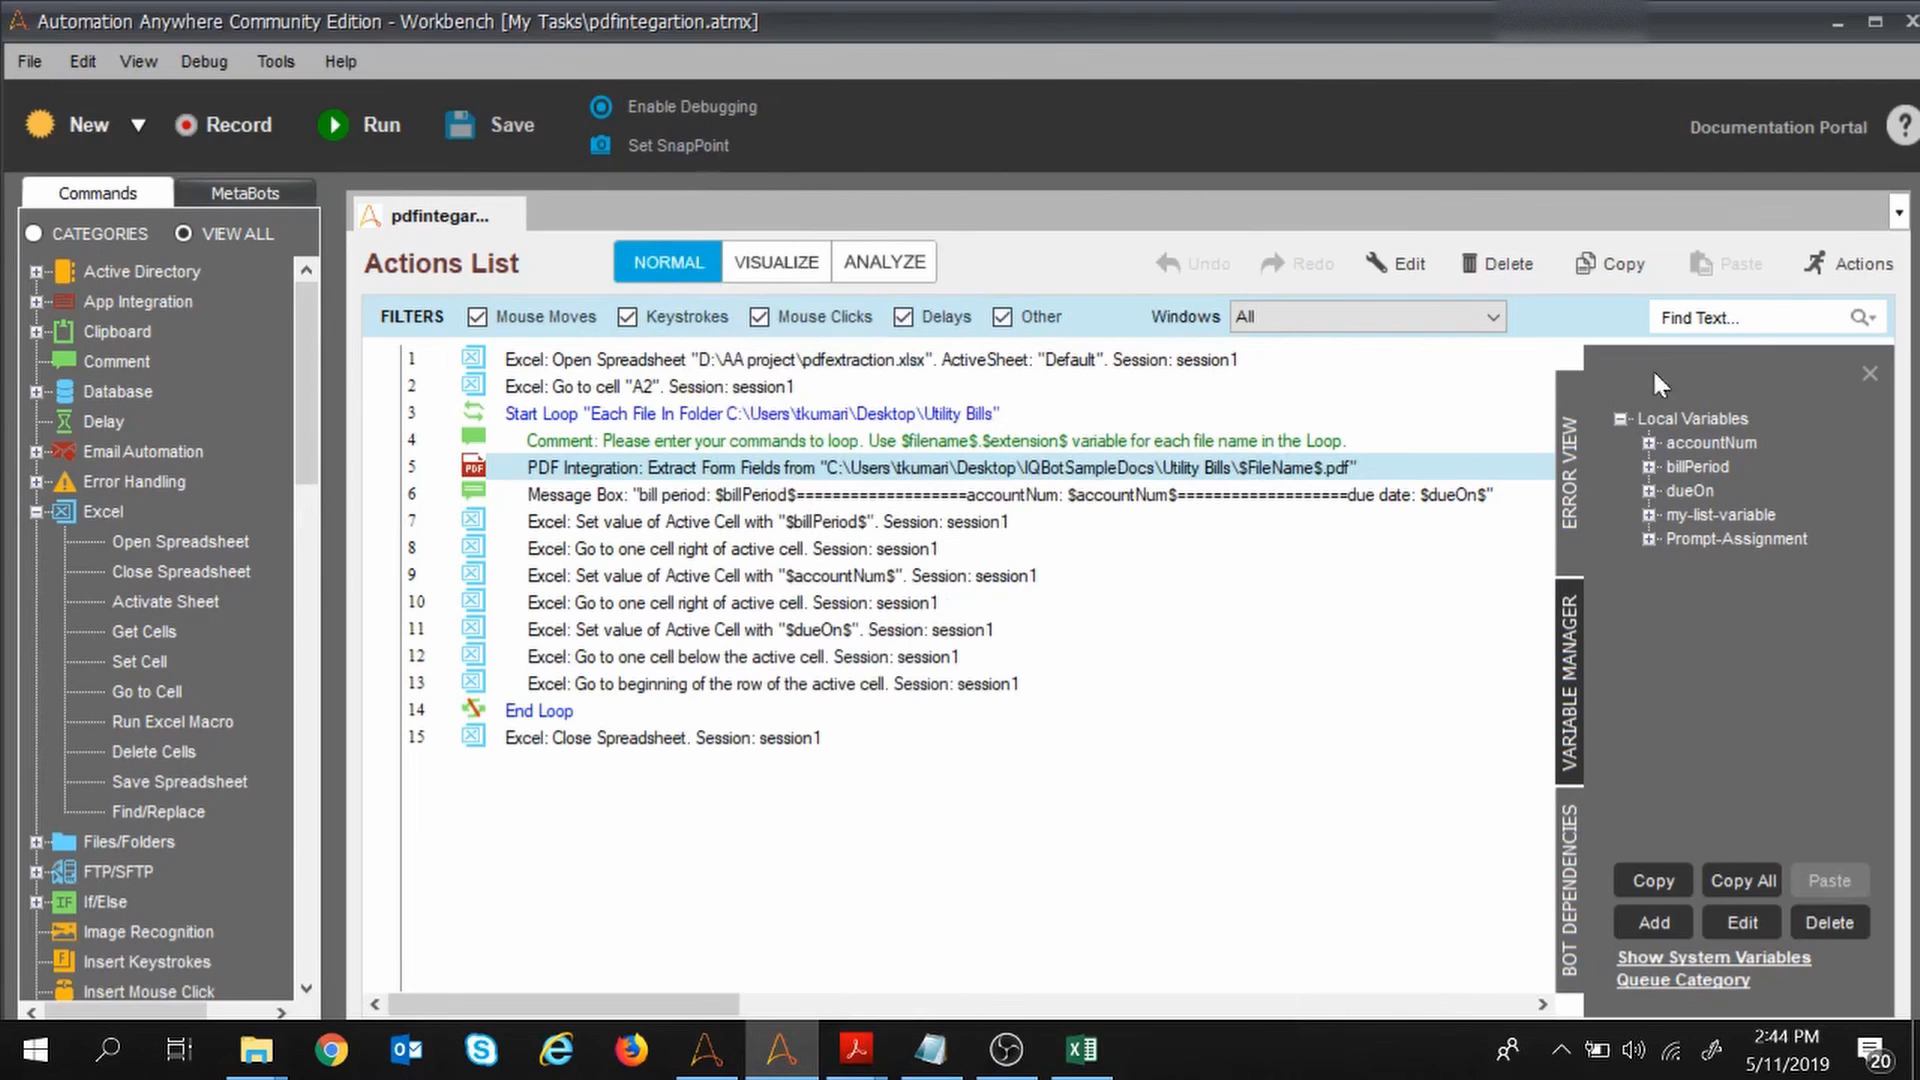 Automation Anywhere Community Edition - Workbench [My Tasks\pdfintegartion.atmx]
File Edit View Debug Tools Help
New Record Run Save
Enable Debugging
Set SnapPoint
Documentation Portal ?
Commands MetaBots
CATEGORIES VIEW ALL
Active Directory
App Integration
Clipboard
Comment
Database
Delay
Email Automation
Error Handling
Excel
Open Spreadsheet
Close Spreadsheet
Activate Sheet
Get Cells
Set Cell
Go to Cell
Run Excel Macro
Delete Cells
Save Spreadsheet
Find/Replace
Files/Folders
FTP/SFTP
IF If/Else
Image Recognition
Insert Keystrokes
Insert Mouse Click
pdfintegar...
Actions List NORMAL VISUALIZE ANALYZE Undo Redo Edit Delete Copy Paste Actions
FILTERS Mouse Moves Keystrokes Mouse Clicks Delays Other Windows All Find Text...
1 Excel: Open Spreadsheet "D:\AA project\pdfextraction.xlsx". ActiveSheet: "Default". Session: session1
2 Excel: Go to cell "A2". Session: session1
3 Start Loop "Each File In Folder C:\Users\tkumari\Desktop\Utility Bills"
4 Comment: Please enter your commands to loop. Use $filename$.$extension$ variable for each file name in the Loop.
5 PDF PDF Integration: Extract Form Fields from "C:\Users\tkumari\Desktop\IQBotSampleDocs\Utility Bills\$FileName$.pdf"
6 Message Box: "bill period: $billPeriod$===================accountNum: $accountNum$===================due date: $dueOn$"
7 Excel: Set value of Active Cell with "$billPeriod$". Session: session1
8 Excel: Go to one cell right of active cell. Session: session1
9 Excel: Set value of Active Cell with "$accountNum$". Session: session1
10 Excel: Go to one cell right of active cell. Session: session1
11 Excel: Set value of Active Cell with "$dueOn$". Session: session1
12 Excel: Go to one cell below the active cell. Session: session1
13 Excel: Go to beginning of the row of the active cell. Session: session1
14 End Loop
15 Excel: Close Spreadsheet. Session: session1
ERROR VIEW
VARIABLE MANAGER
BOT DEPENDENCIES
Local Variables
accountNum
billPeriod
dueOn
my-list-variable
Prompt-Assignment
Copy Copy All Paste
Add Edit Delete
Show System Variables
Queue Category
2:44 PM
5/11/2019
20